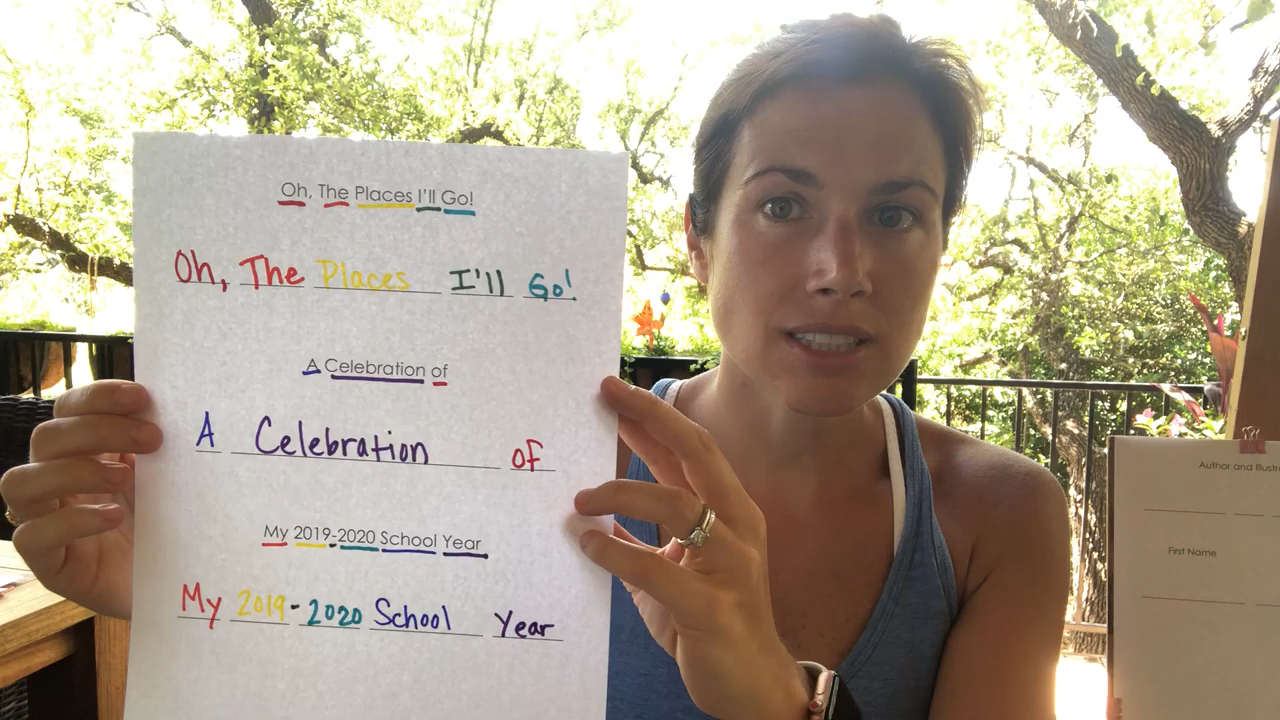 Oh, The Places I'll Go!
Oh, The Places I'll Go!
A Celebration of
A Celebration of
My 2019-2020 School Year
My 2019-2020 School Year
Author and
First Name